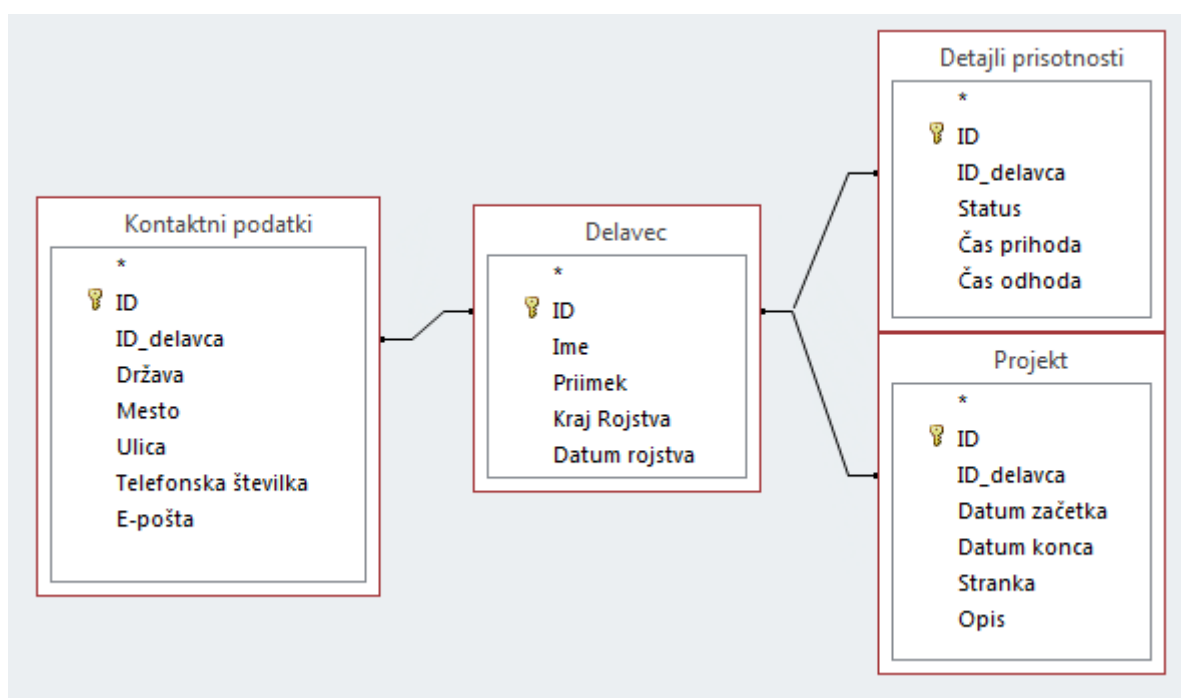 Kontaktni podatki
*
ID
ID_delavca
Država
Mesto
Ulica
Telefonska številka
E-pošta
Delavec
*
ID
Ime
Priimek
Kraj Rojstva
Datum rojstva
Detajli prisotnosti
*
ID
ID_delavca
Status
Čas prihoda
Čas odhoda
Projekt
*
ID
ID_delavca
Datum začetka
Datum konca
Stranka
Opis